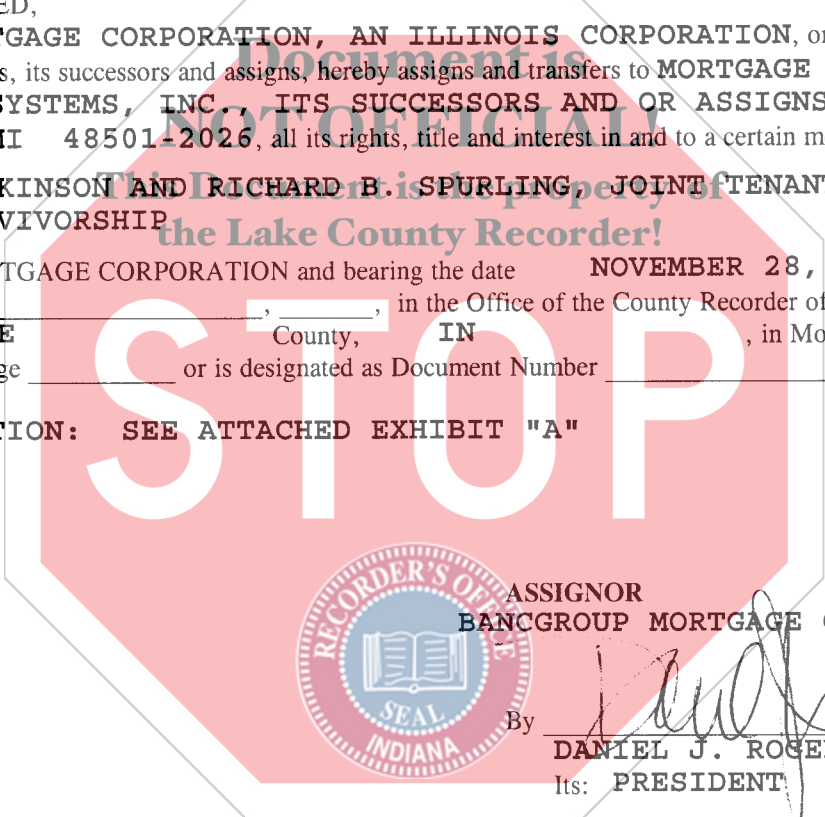 ED,
TGAGE CORPORATION, AN ILLINOIS CORPORATION, or
Document is
s, its successors and assigns, hereby assigns and transfers to MORTGAGE
SYSTEMS, INC., ITS SUCCESSORS AND OR ASSIGNS
NOT OFFICIAL!
MI 48501-2026, all its rights, title and interest in and to a certain m
This Document is the property of
KINSON AND RICHARD B. SPURLING, JOINT TENANT
VIVORSHIP
the Lake County Recorder!
TGAGE CORPORATION and bearing the date NOVEMBER 28,
, , in the Office of the County Recorder of
E County, IN , in Mo
ge or is designated as Document Number
STOP
TION: SEE ATTACHED EXHIBIT "A"
RECORDER'S OFFICE
SEAL
INDIANA
ASSIGNOR
BANCGROUP MORTGAGE
By
DANIEL J. ROGE
Its: PRESIDENT